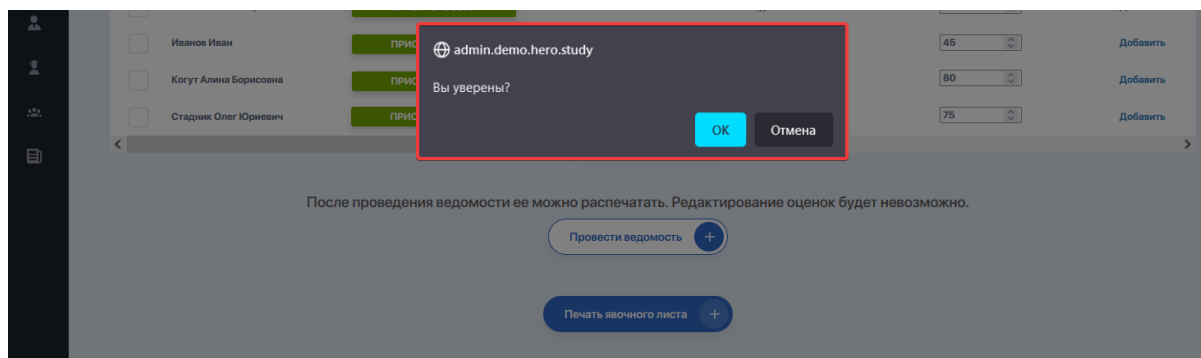 Иванов Иван ПРИС 45 Добавить
admin.demo.hero.study
Когут Алина Борисовна ПРИС 80 Добавить
Вы уверены?
Стадник Олег Юриевич ПРИС 75 Добавить
OK Отмена
После проведения ведомости ее можно распечатать. Редактирование оценок будет невозможно.
Провести ведомость
Печать явочного листа